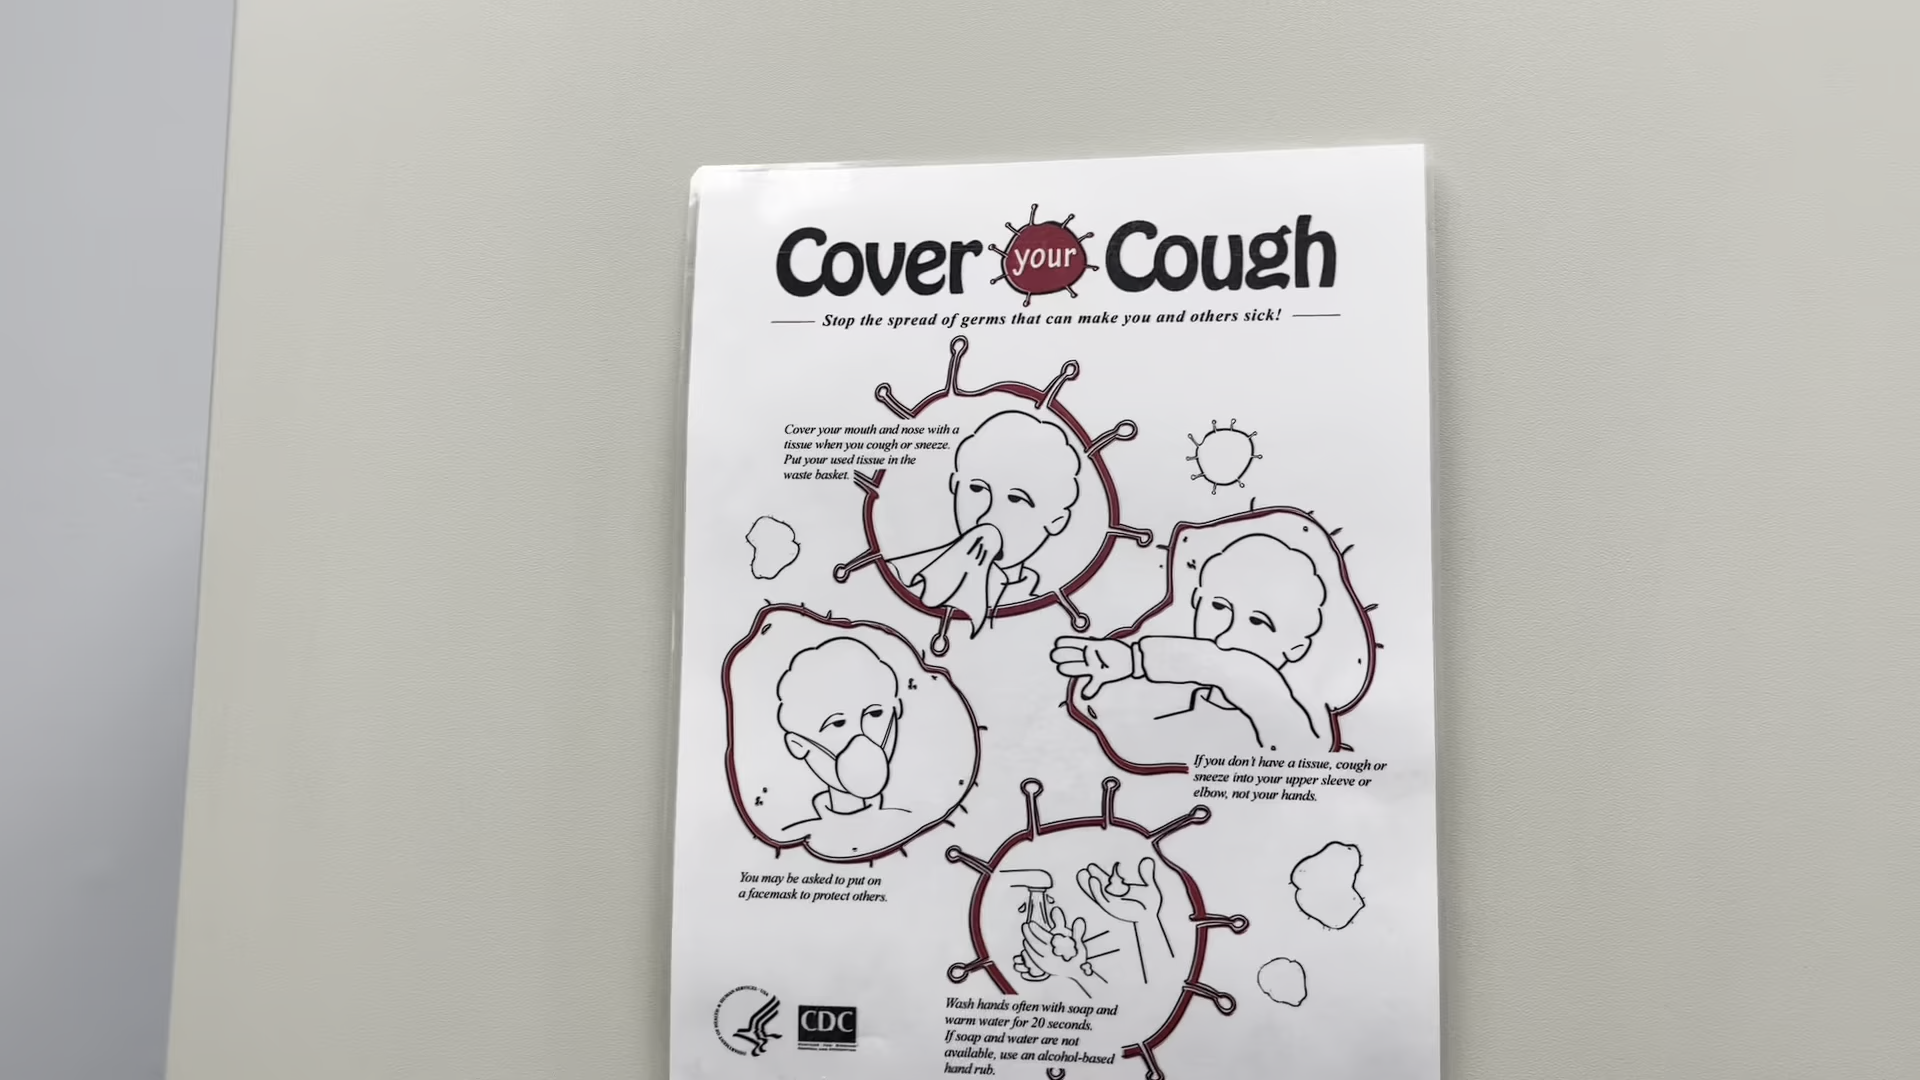 Cover your Cough
Stop the spread of germs that can make you and others sick!
Cover your mouth and nose with a
tissue when you cough or sneeze.
Put your used tissue in the
waste basket.
If you don't have a tissue, cough or
sneeze into your upper sleeve or
elbow, not your hands.
You may be asked to put on
a facemask to protect others.
Wash hands often with soap and
warm water for 20 seconds.
If soap and water are not
available, use an alcohol-based
hand rub.
CDC